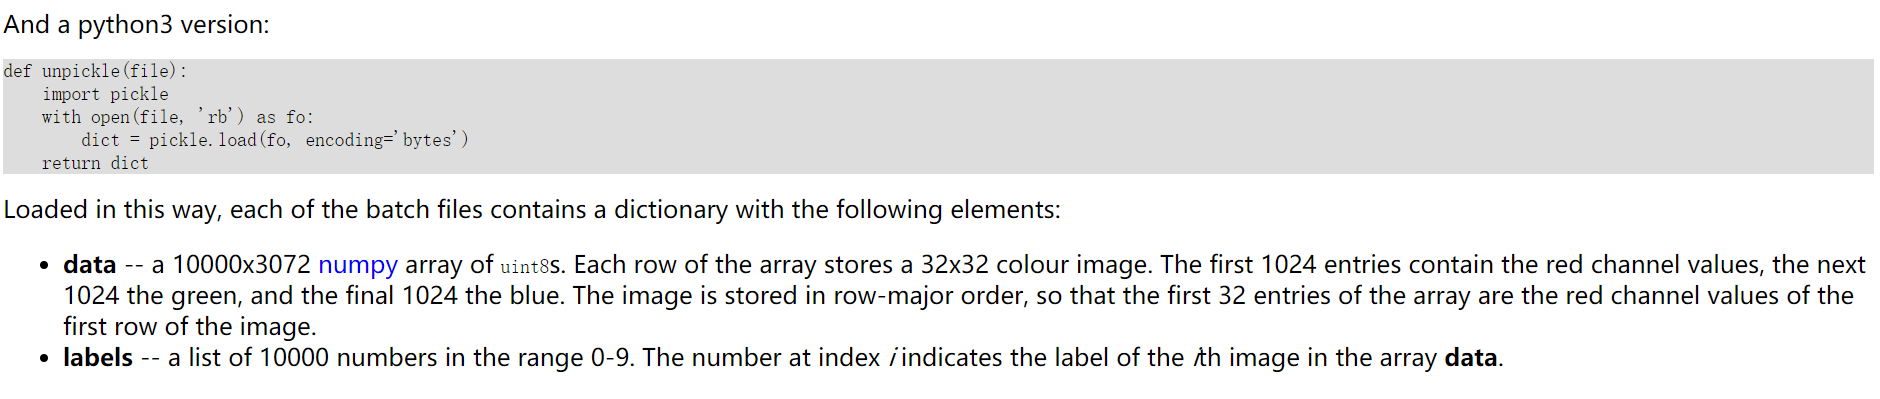 And a python3 version:
def unpickle(file):
    import pickle
    with open(file, 'rb') as fo:
        dict = pickle.load(fo, encoding='bytes')
    return dict
Loaded in this way, each of the batch files contains a dictionary with the following elements:
• data -- a 10000x3072 numpy array of uint8s. Each row of the array stores a 32x32 colour image. The first 1024 entries contain the red channel values, the next
1024 the green, and the final 1024 the blue. The image is stored in row-major order, so that the first 32 entries of the array are the red channel values of the
first row of the image.
• labels -- a list of 10000 numbers in the range 0-9. The number at index i indicates the label of the ith image in the array data.